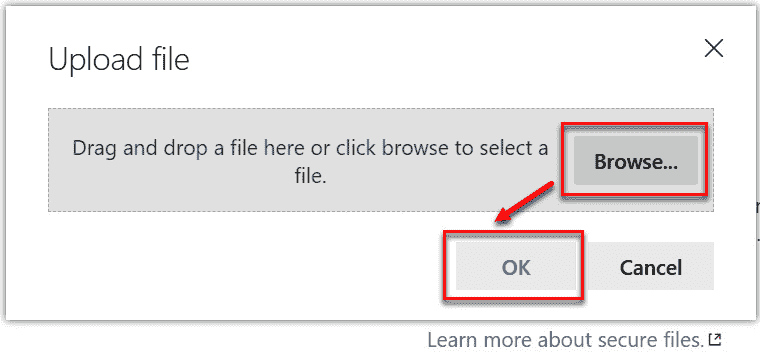 Upload file
Drag and drop a file here or click browse to select a
file.
Browse...
OK
Cancel
Learn more about secure files.